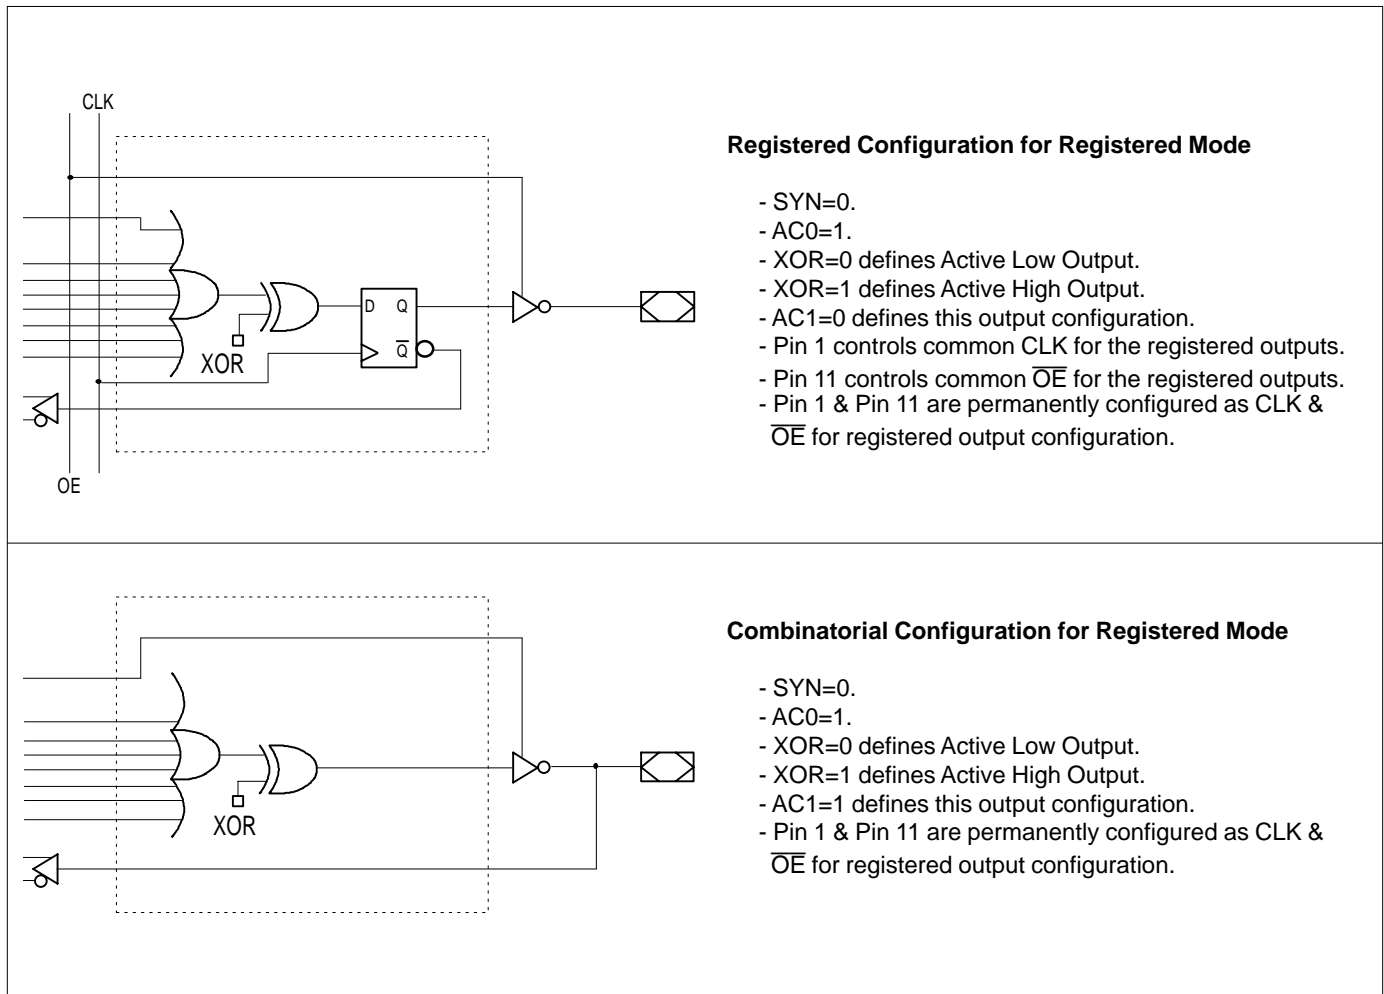 CLK
Registered Configuration for Registered Mode
- SYN=0.
- AC0=1.
- XOR=0 defines Active Low Output.
- XOR=1 defines Active High Output.
- AC1=0 defines this output configuration.
- Pin 1 controls common CLK for the registered outputs.
- Pin 11 controls common O̅E̅ for the registered outputs.
- Pin 1 & Pin 11 are permanently configured as CLK &
O̅E̅ for registered output configuration.
D Q
Q̅
XOR
OE
Combinatorial Configuration for Registered Mode
- SYN=0.
- AC0=1.
- XOR=0 defines Active Low Output.
- XOR=1 defines Active High Output.
- AC1=1 defines this output configuration.
- Pin 1 & Pin 11 are permanently configured as CLK &
O̅E̅ for registered output configuration.
XOR